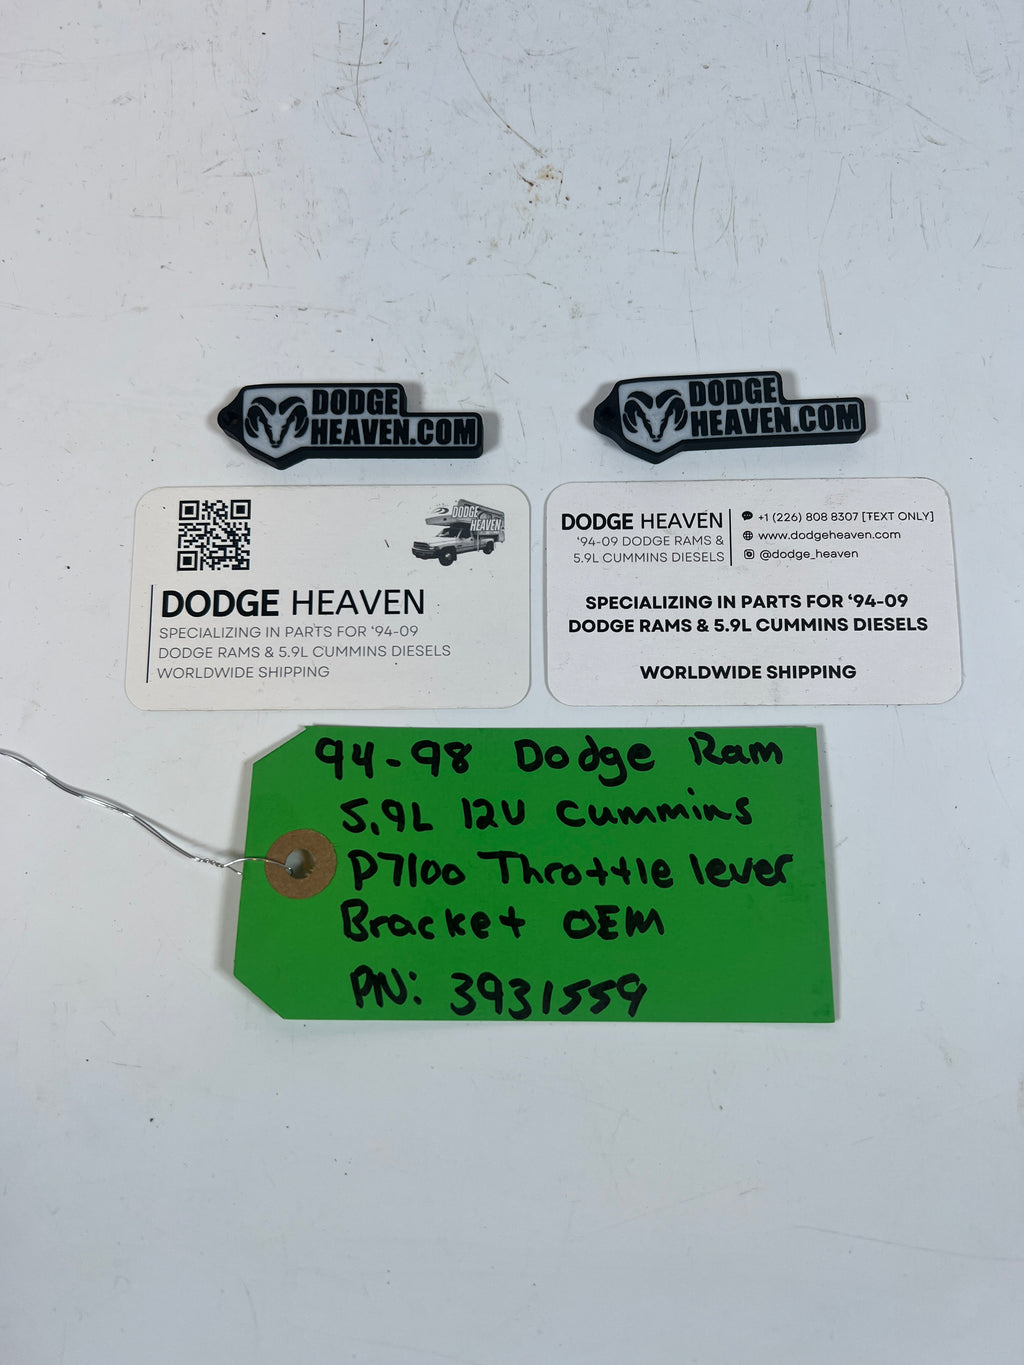 DODGE
HEAVEN.COM
DODGE
HEAVEN.COM
DODGE
HEAVEN
DODGE HEAVEN
SPECIALIZING IN PARTS FOR ‘94-09
DODGE RAMS & 5.9L CUMMINS DIESELS
WORLDWIDE SHIPPING
DODGE HEAVEN
‘94-09 DODGE RAMS &
5.9L CUMMINS DIESELS
+1 (226) 808 8307 [TEXT ONLY]
www.dodgeheaven.com
@dodge_heaven
SPECIALIZING IN PARTS FOR ‘94-09
DODGE RAMS & 5.9L CUMMINS DIESELS
WORLDWIDE SHIPPING
94-98 Dodge Ram
5.9L 12V Cummins
P7100 Throttle lever
Bracket OEM
PN: 3931559